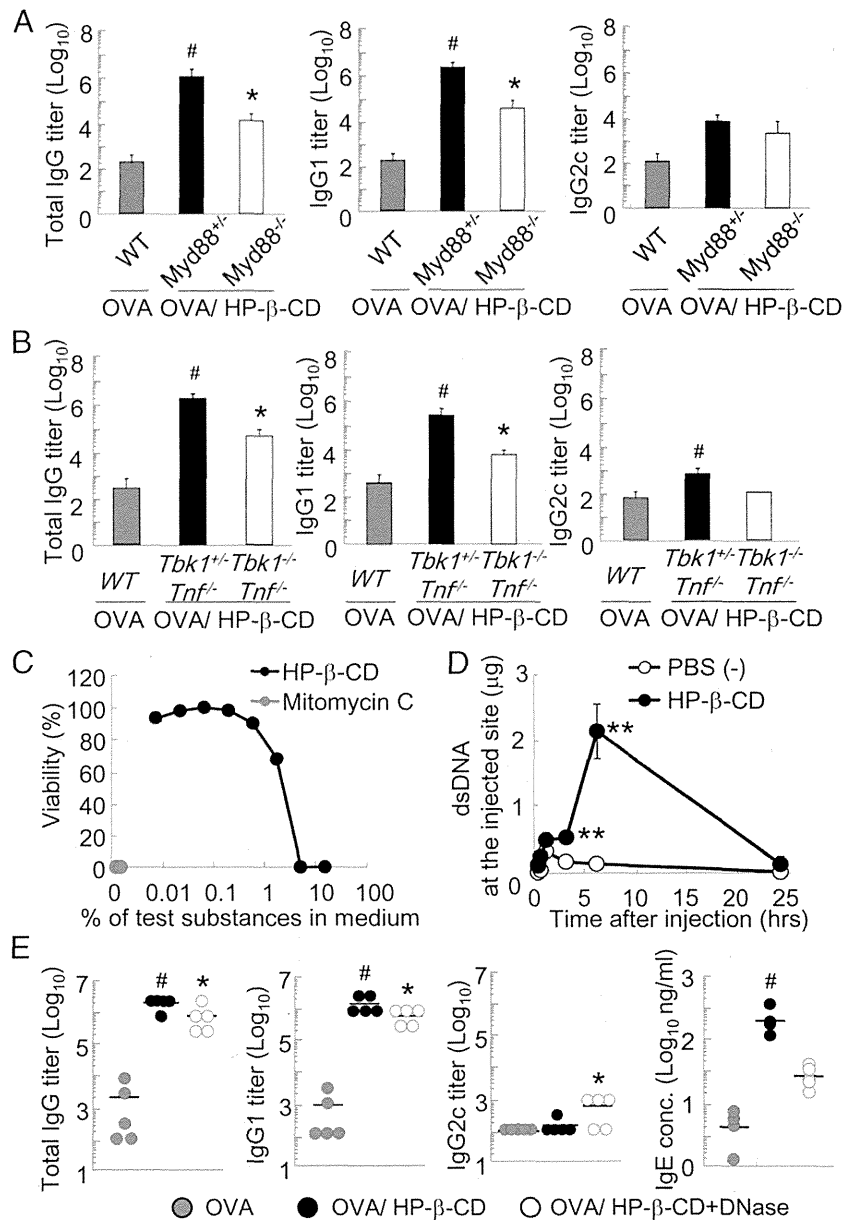 A
Total IgG titer (Log10)
8
6
4
2
0
#
*
WT
Myd88+/-
Myd88-/-
OVA
OVA/ HP-β-CD
IgG1 titer (Log10)
8
6
4
2
0
#
*
WT
Myd88+/-
Myd88-/-
OVA
OVA/ HP-β-CD
IgG2c titer (Log10)
8
6
4
2
0
WT
Myd88+/-
Myd88-/-
OVA
OVA/ HP-β-CD
B
Total IgG titer (Log10)
8
6
4
2
0
#
*
WT
Tbk1+/- Tbk1-/-
Tnf-/- Tnf-/-
OVA
OVA/ HP-β-CD
IgG1 titer (Log10)
8
6
4
2
0
#
*
WT
Tbk1+/- Tbk1-/-
Tnf-/- Tnf-/-
OVA
OVA/ HP-β-CD
IgG2c titer (Log10)
8
6
4
2
0
#
WT
Tbk1+/- Tbk1-/-
Tnf-/- Tnf-/-
OVA
OVA/ HP-β-CD
C
Viability (%)
120
100
80
60
40
20
0
HP-β-CD
Mitomycin C
0 0.01 0.1 1 10 100
% of test substances in medium
D
dsDNA
at the injected site (μg)
3
2
1
0
PBS (-)
HP-β-CD
**
**
0 5 10 15 20 25
Time after injection (hrs)
E
Total IgG titer (Log10)
7
5
3
1
#
*
IgG1 titer (Log10)
7
5
3
1
#
*
IgG2c titer (Log10)
7
5
3
1
*
IgE conc. (Log10 ng/ml)
3
2
1
0
#
OVA
OVA/ HP-β-CD
OVA/ HP-β-CD+DNase